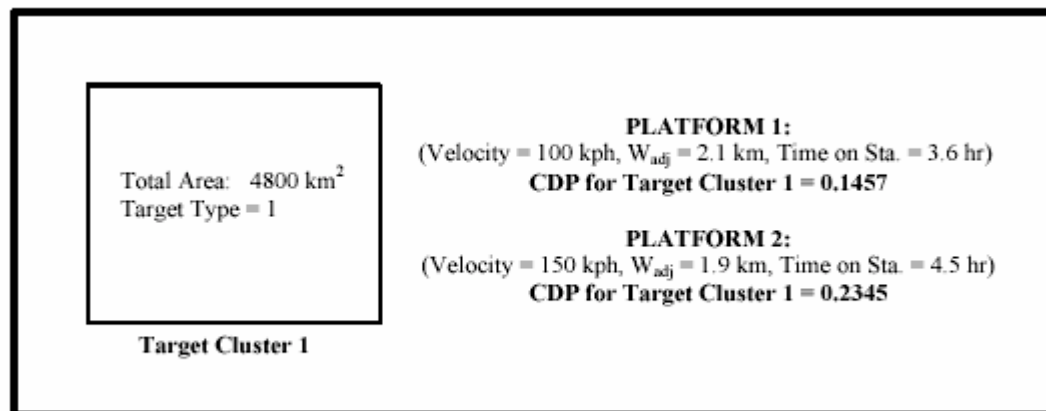 Total Area: 4800 km²
Target Type = 1
Target Cluster 1
PLATFORM 1:
(Velocity = 100 kph, Wadj = 2.1 km, Time on Sta. = 3.6 hr)
CDP for Target Cluster 1 = 0.1457
PLATFORM 2:
(Velocity = 150 kph, Wadj = 1.9 km, Time on Sta. = 4.5 hr)
CDP for Target Cluster 1 = 0.2345